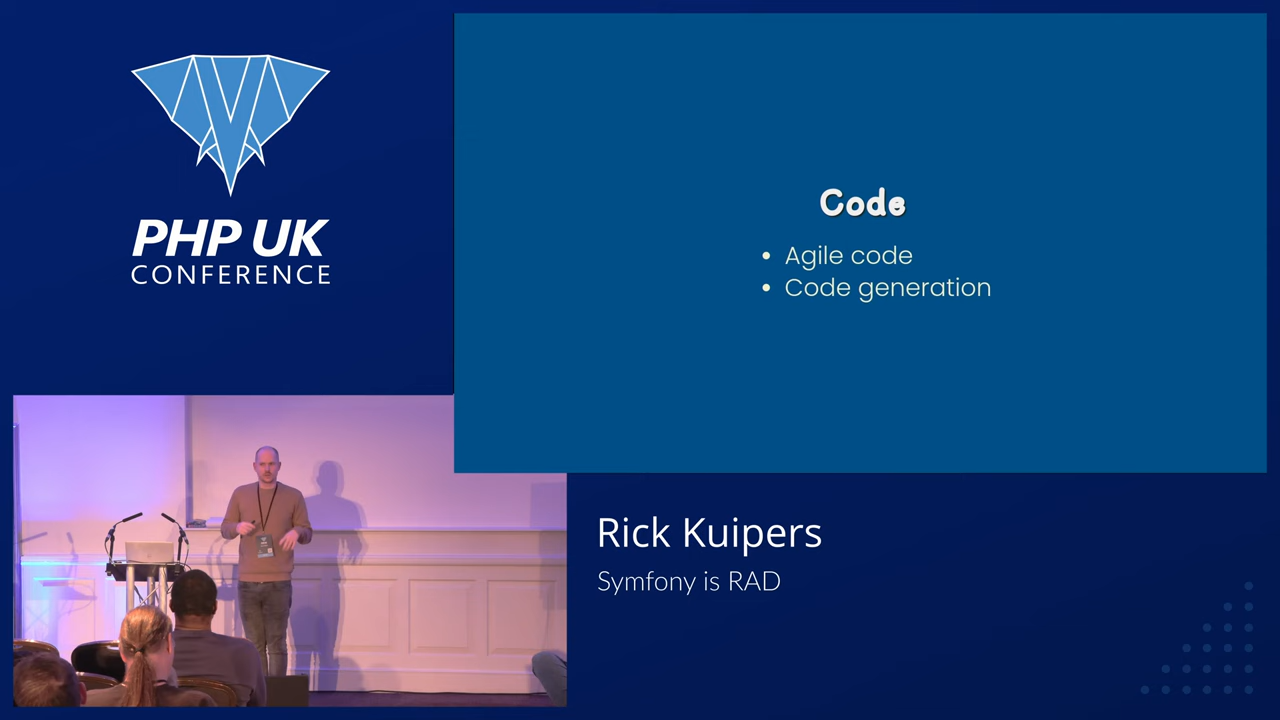 PHP UK
CONFERENCE
Code
Agile code
Code generation
Rick Kuipers
Symfony is RAD